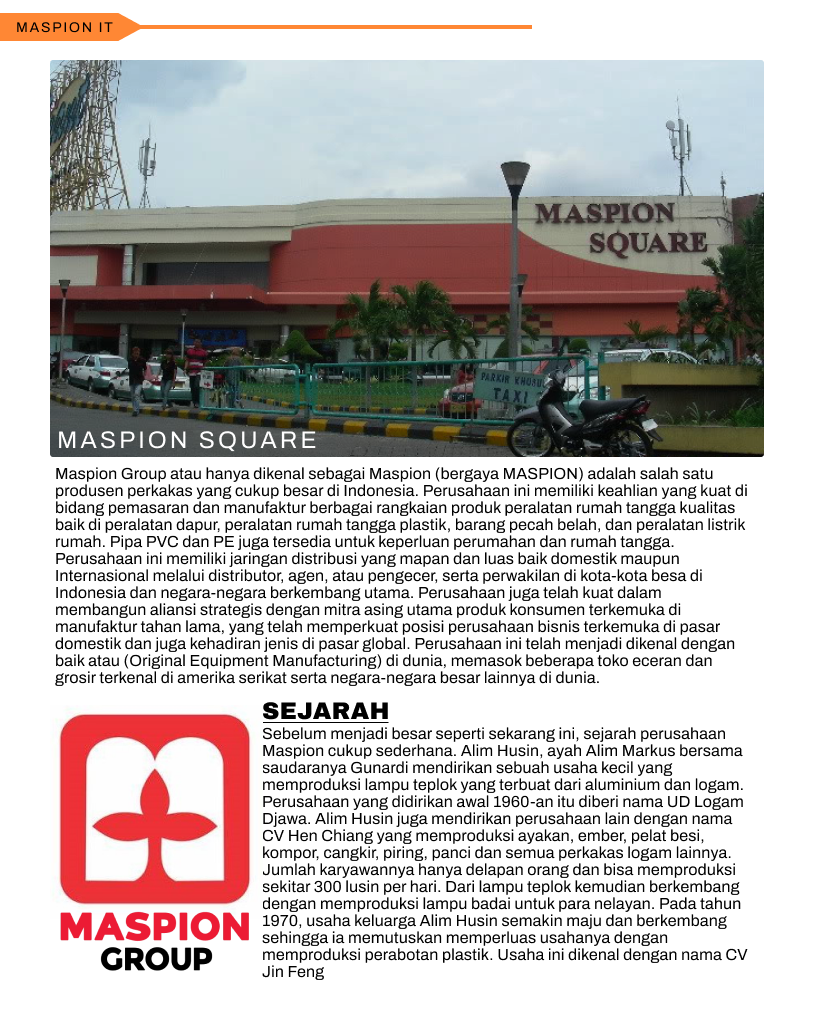 MASPION IT
MASPION
SQUARE
PARKIR KHUSUS
TAXI
MASPION SQUARE
Maspion Group atau hanya dikenal sebagai Maspion (bergaya MASPION) adalah salah satu
produsen perkakas yang cukup besar di Indonesia. Perusahaan ini memiliki keahlian yang kuat di
bidang pemasaran dan manufaktur berbagai rangkaian produk peralatan rumah tangga kualitas
baik di peralatan dapur, peralatan rumah tangga plastik, barang pecah belah, dan peralatan listrik
rumah. Pipa PVC dan PE juga tersedia untuk keperluan perumahan dan rumah tangga.
Perusahaan ini memiliki jaringan distribusi yang mapan dan luas baik domestik maupun
Internasional melalui distributor, agen, atau pengecer, serta perwakilan di kota-kota besa di
Indonesia dan negara-negara berkembang utama. Perusahaan juga telah kuat dalam
membangun aliansi strategis dengan mitra asing utama produk konsumen terkemuka di
manufaktur tahan lama, yang telah memperkuat posisi perusahaan bisnis terkemuka di pasar
domestik dan juga kehadiran jenis di pasar global. Perusahaan ini telah menjadi dikenal dengan
baik atau (Original Equipment Manufacturing) di dunia, memasok beberapa toko eceran dan
grosir terkenal di amerika serikat serta negara-negara besar lainnya di dunia.
SEJARAH
Sebelum menjadi besar seperti sekarang ini, sejarah perusahaan
Maspion cukup sederhana. Alim Husin, ayah Alim Markus bersama
saudaranya Gunardi mendirikan sebuah usaha kecil yang
memproduksi lampu teplok yang terbuat dari aluminium dan logam.
Perusahaan yang didirikan awal 1960-an itu diberi nama UD Logam
Djawa. Alim Husin juga mendirikan perusahaan lain dengan nama
CV Hen Chiang yang memproduksi ayakan, ember, pelat besi,
kompor, cangkir, piring, panci dan semua perkakas logam lainnya.
Jumlah karyawannya hanya delapan orang dan bisa memproduksi
sekitar 300 lusin per hari. Dari lampu teplok kemudian berkembang
dengan memproduksi lampu badai untuk para nelayan. Pada tahun
1970, usaha keluarga Alim Husin semakin maju dan berkembang
sehingga ia memutuskan memperluas usahanya dengan
memproduksi perabotan plastik. Usaha ini dikenal dengan nama CV
Jin Feng
MASPION
GROUP